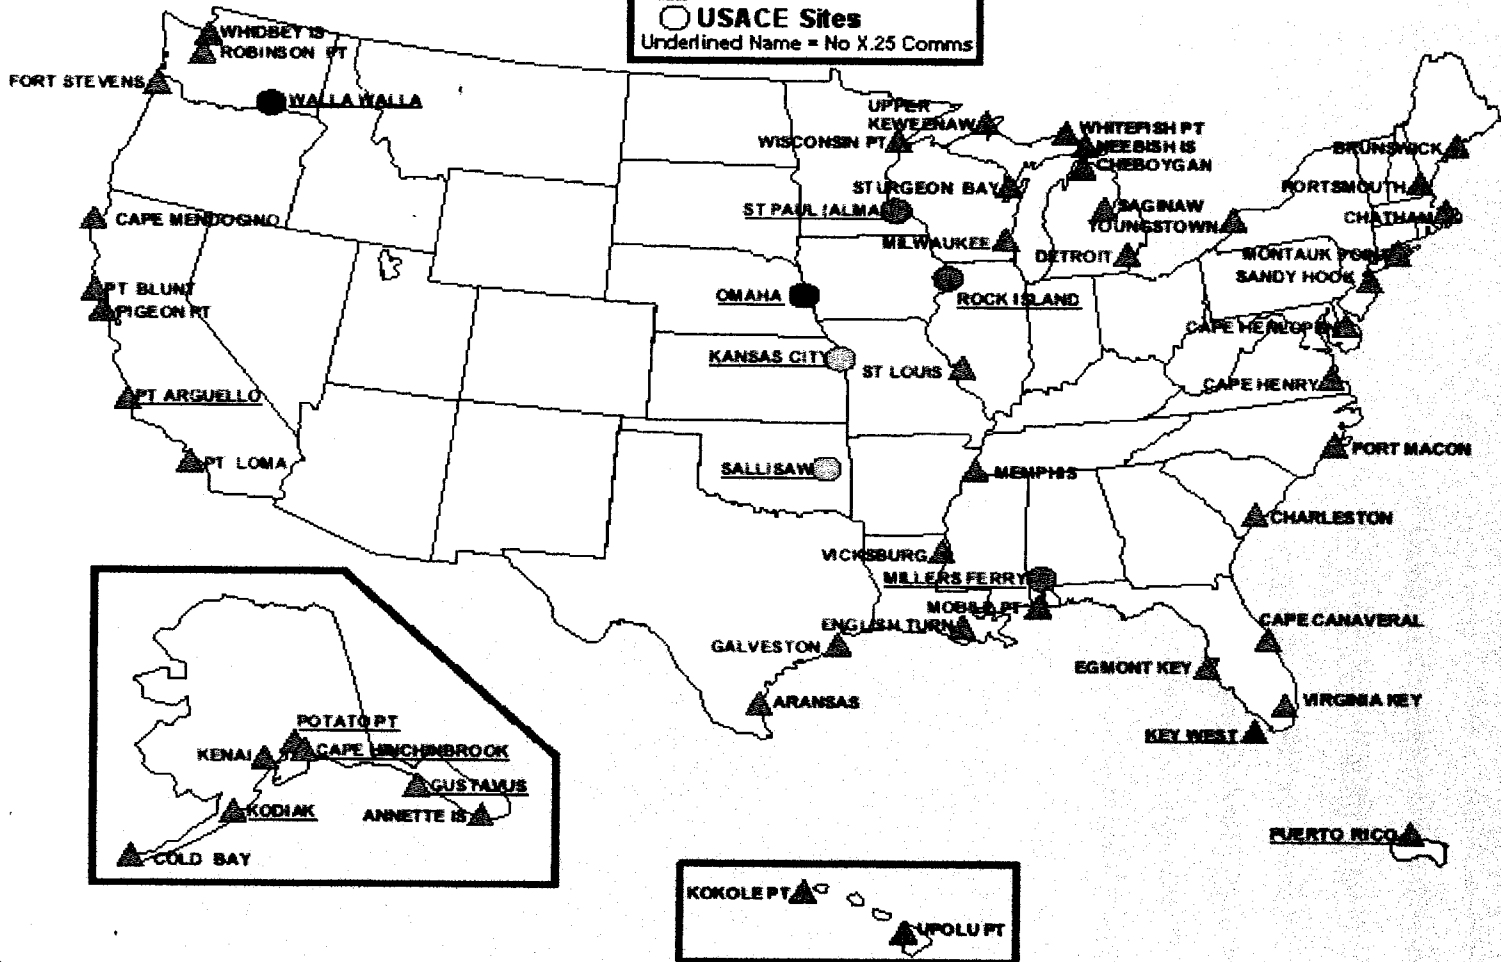 USACE Sites
Underlined Name = No X.25 Comms
WHIDBEY IS
ROBINSON PT
FORT STEVENS
WALLA WALLA
UPPER
KEWEENAW
WHITEFISH PT
WISCONSIN PT
NEEBISH IS
BRUNSWICK
CHEBOYGAN
STURGEON BAY
PORTSMOUTH
ST PAUL (ALMA
SAGINAW
CAPE MENDOCINO
CHATHAM
YOUNGSTOWN
MILWAUKEE
DETROIT
MONTAUK POINT
SANDY HOOK
PT BLUNT
OMAHA
ROCK ISLAND
PIGEON PT
CAPE HENLOPEN
KANSAS CITY
ST LOUIS
CAPE HENRY
PT ARGUELLO
FORT MACON
PT LOMA
SALLISAW
MEMPHIS
CHARLESTON
VICKSBURG
MILLERS FERRY
MOBILE PT
CAPE CANAVERAL
ENGLISH TURN
GALVESTON
EGMONT KEY
ARANSAS
VIRGINIA KEY
POTATO PT
KEY WEST
KENAI
CAPE HINCHINBROOK
GUSTAVUS
KODIAK
ANNETTE IS
PUERTO RICO
COLD BAY
KOKOLE PT
UPOLU PT